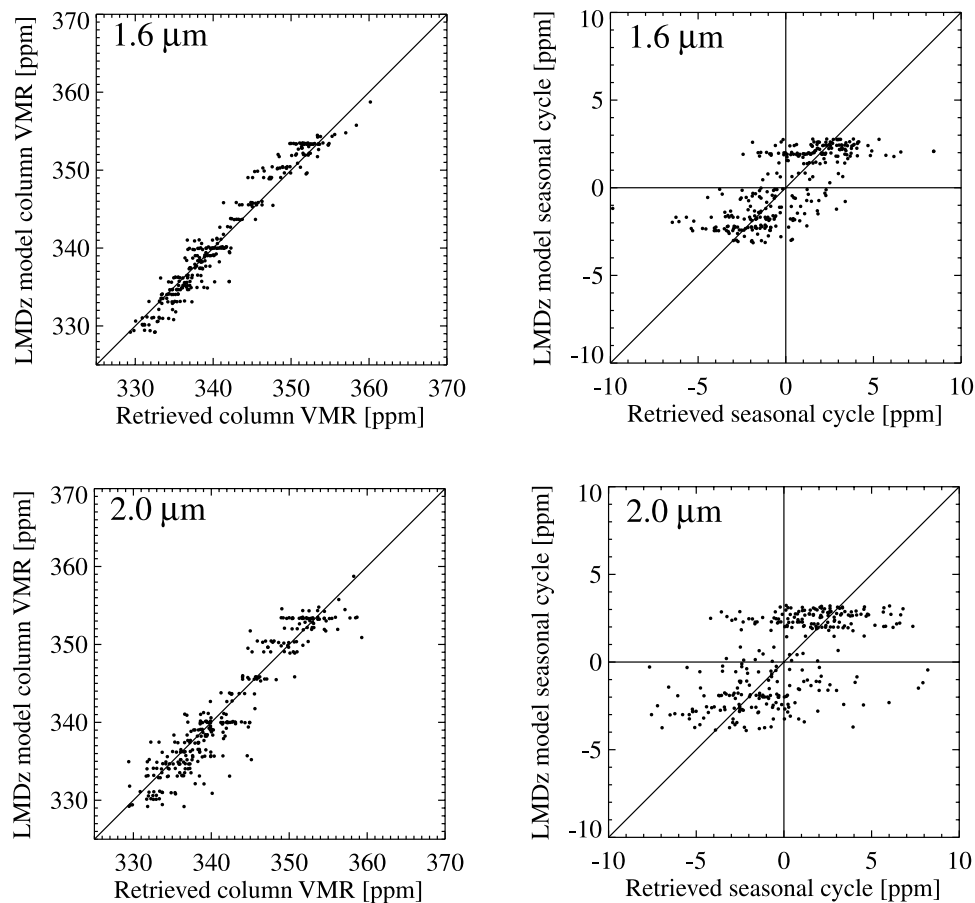 1.6 μm
LMDz model column VMR [ppm]
370
360
350
340
330
330 340 350 360 370
Retrieved column VMR [ppm]
1.6 μm
LMDz model seasonal cycle [ppm]
10
5
0
-5
-10
-10 -5 0 5 10
Retrieved seasonal cycle [ppm]
2.0 μm
LMDz model column VMR [ppm]
370
360
350
340
330
330 340 350 360 370
Retrieved column VMR [ppm]
2.0 μm
LMDz model seasonal cycle [ppm]
10
5
0
-5
-10
-10 -5 0 5 10
Retrieved seasonal cycle [ppm]